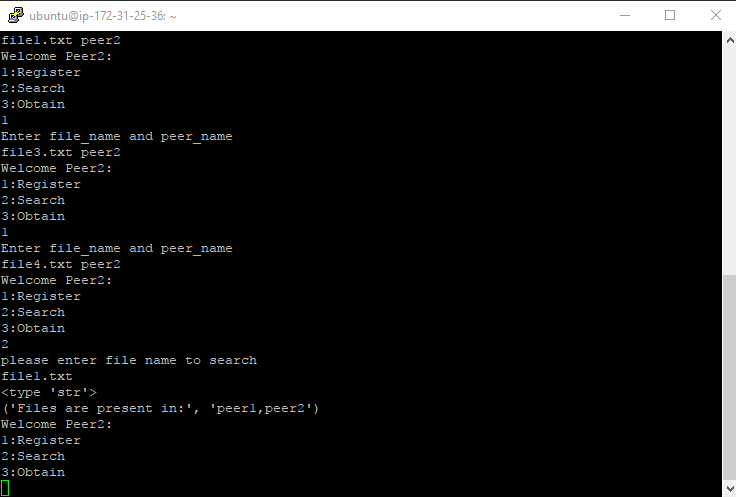 ubuntu@ip-172-31-25-36: ~
file1.txt peer2
Welcome Peer2:
1:Register
2:Search
3:Obtain
1
Enter file_name and peer_name
file3.txt peer2
Welcome Peer2:
1:Register
2:Search
3:Obtain
1
Enter file_name and peer_name
file4.txt peer2
Welcome Peer2:
1:Register
2:Search
3:Obtain
2
please enter file name to search
file1.txt
<type 'str'>
('Files are present in:', 'peer1,peer2')
Welcome Peer2:
1:Register
2:Search
3:Obtain